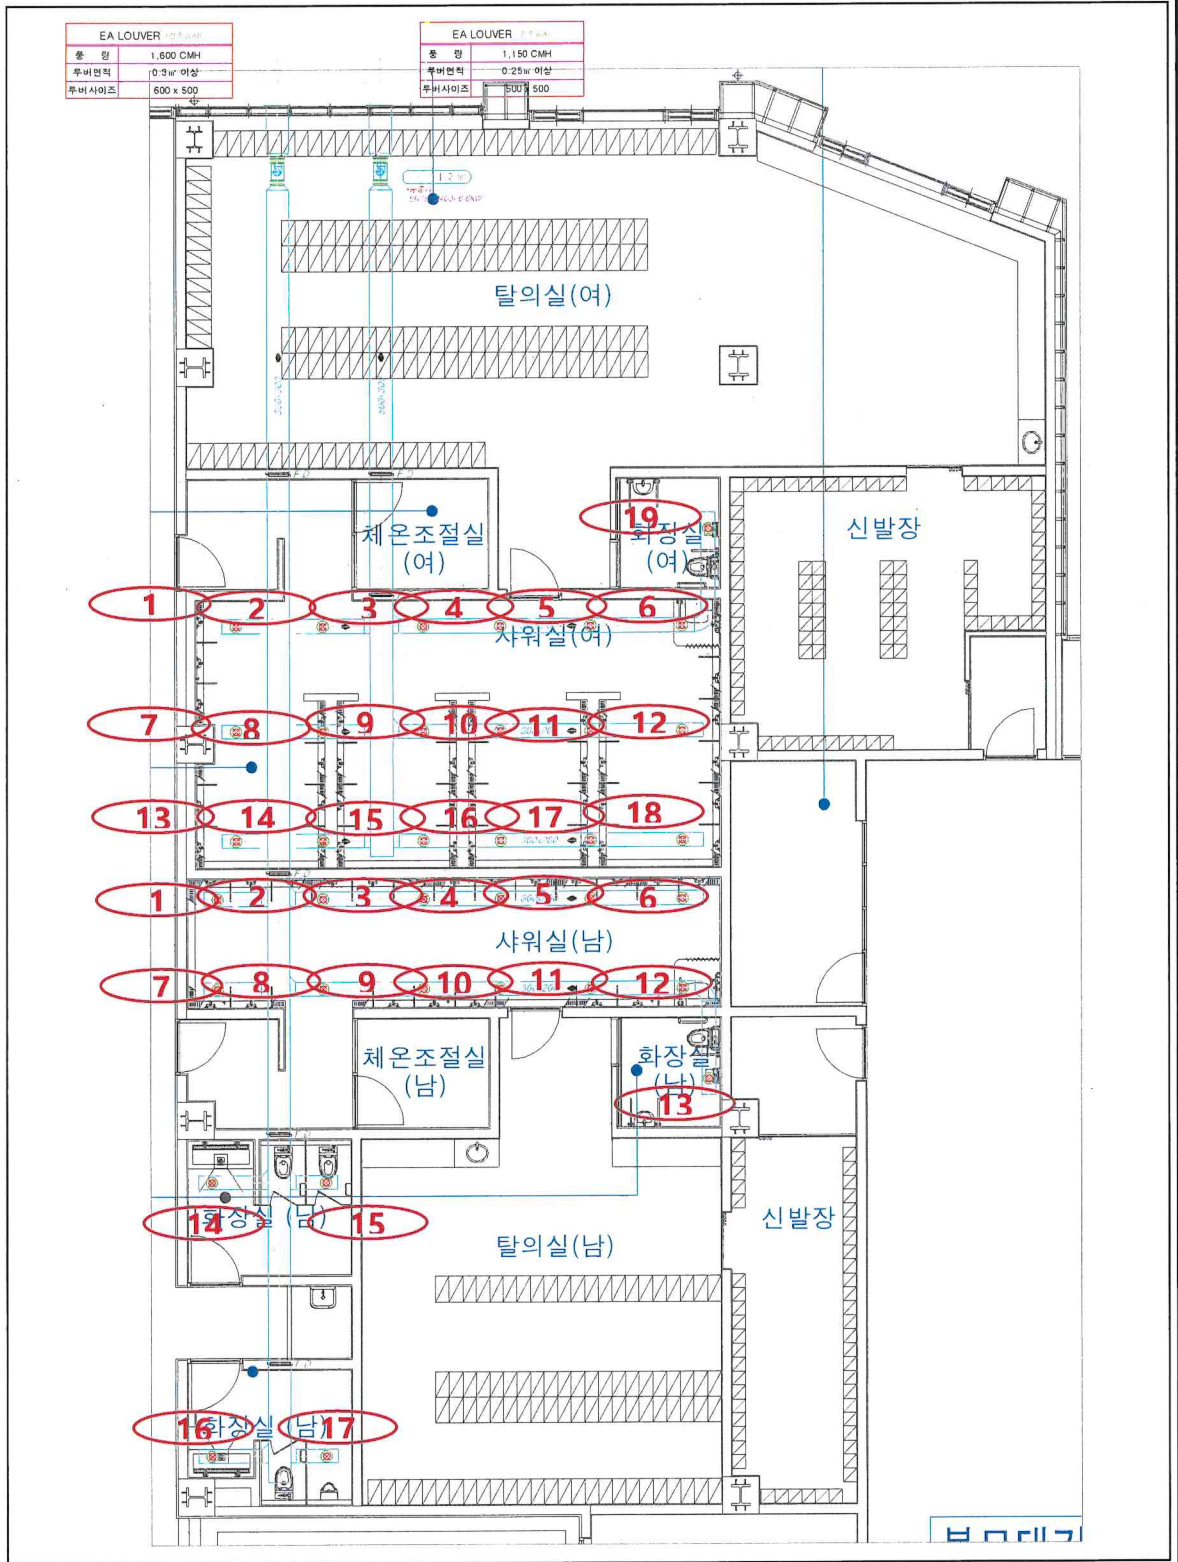 EA LOUVER
풍 량 1,600 CMH
루버면적 0.3㎡ 이상
루버사이즈 600 x 500
EA LOUVER
풍 량 1,150 CMH
루버면적 0.25㎡ 이상
루버사이즈 500 x 500
탈의실(여)
체온조절실
(여)
19
화장실
(여)
신발장
1 2 3 4 5 6
샤워실(여)
7 8 9 10 11 12
13 14 15 16 17 18
1 2 3 4 5 6
샤워실(남)
7 8 9 10 11 12
체온조절실
(남)
화장실
(남)
13
14 화장실 (남) 15
탈의실(남)
신발장
16 화장실 (남) 17